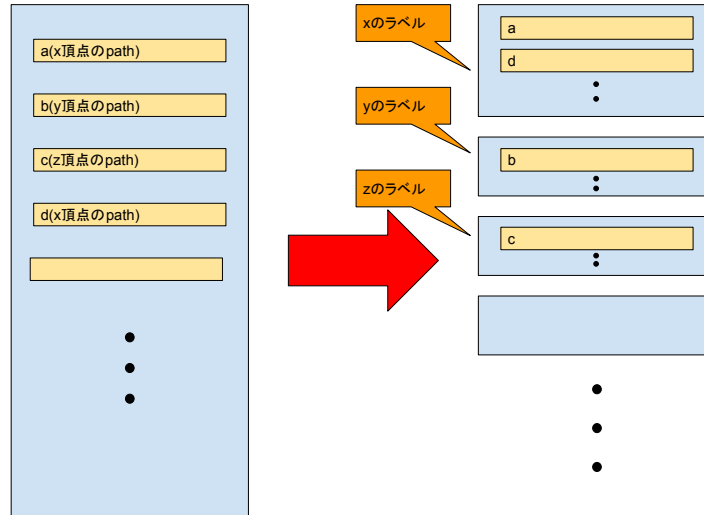 a(x頂点のpath)
b(y頂点のpath)
c(z頂点のpath)
d(x頂点のpath)
xのラベル
a
d
yのラベル
b
zのラベル
c